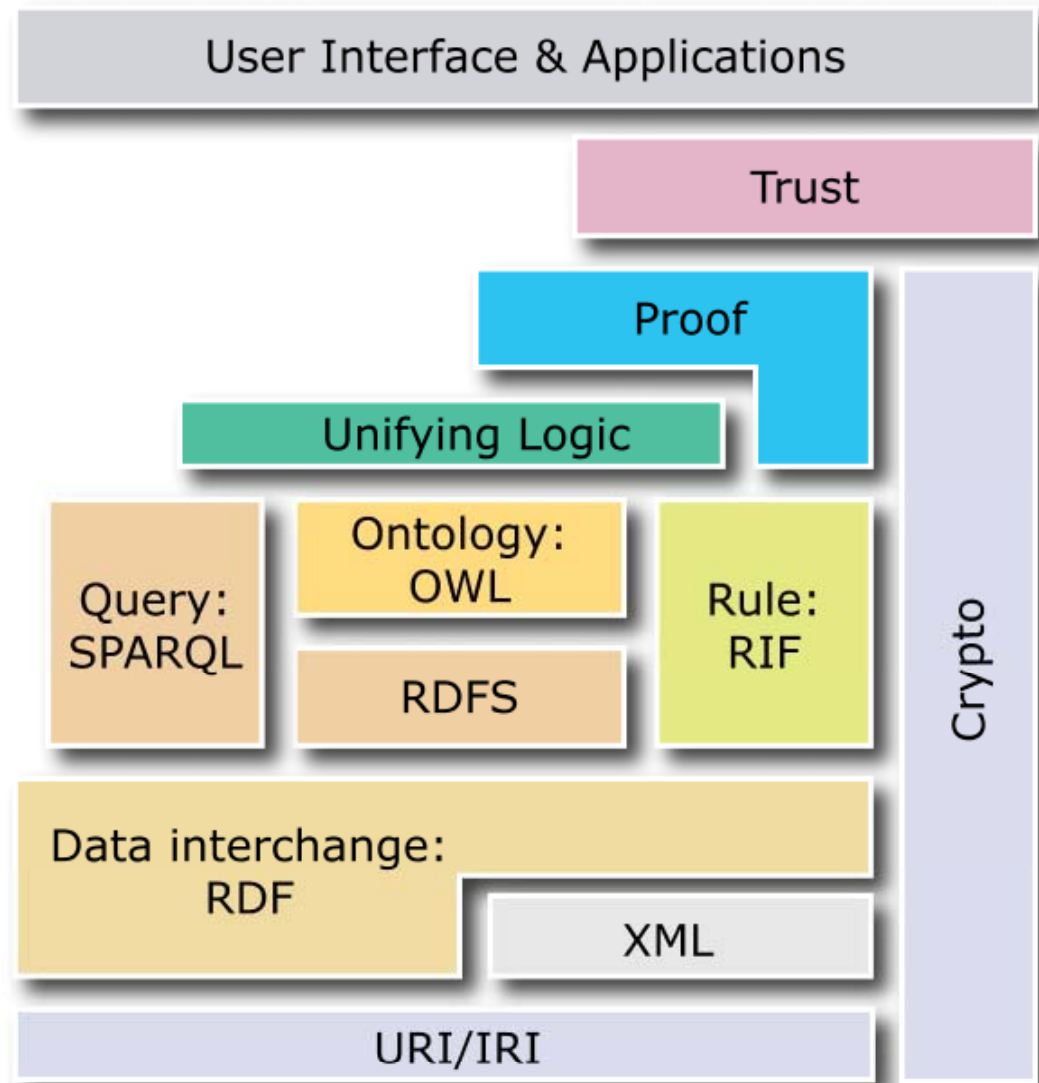 User Interface & Applications
Trust
Proof
Unifying Logic
Query:
SPARQL
Ontology:
OWL
RDFS
Rule:
RIF
Crypto
Data interchange:
RDF
XML
URI/IRI